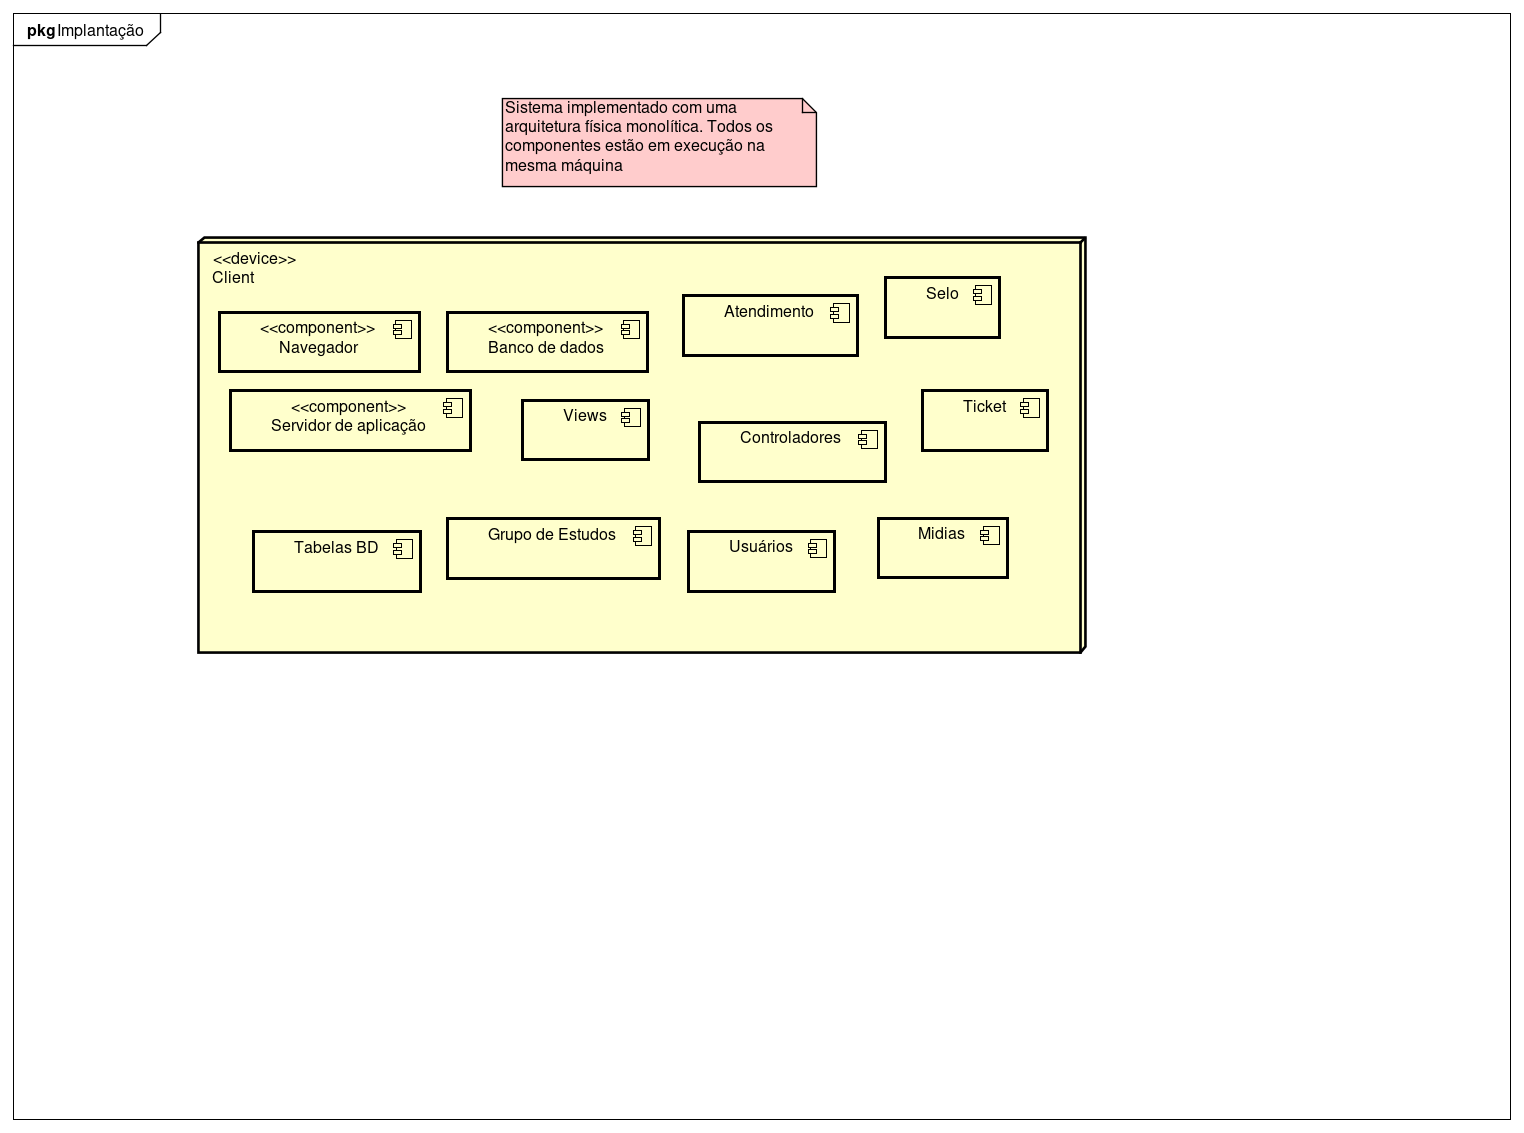 pkg Implantação
Sistema implementado com uma
arquitetura física monolítica. Todos os
componentes estão em execução na
mesma máquina
<<device>>
Client
<<component>>
Navegador
<<component>>
Banco de dados
Atendimento
Selo
<<component>>
Servidor de aplicação
Views
Controladores
Ticket
Tabelas BD
Grupo de Estudos
Usuários
Midias